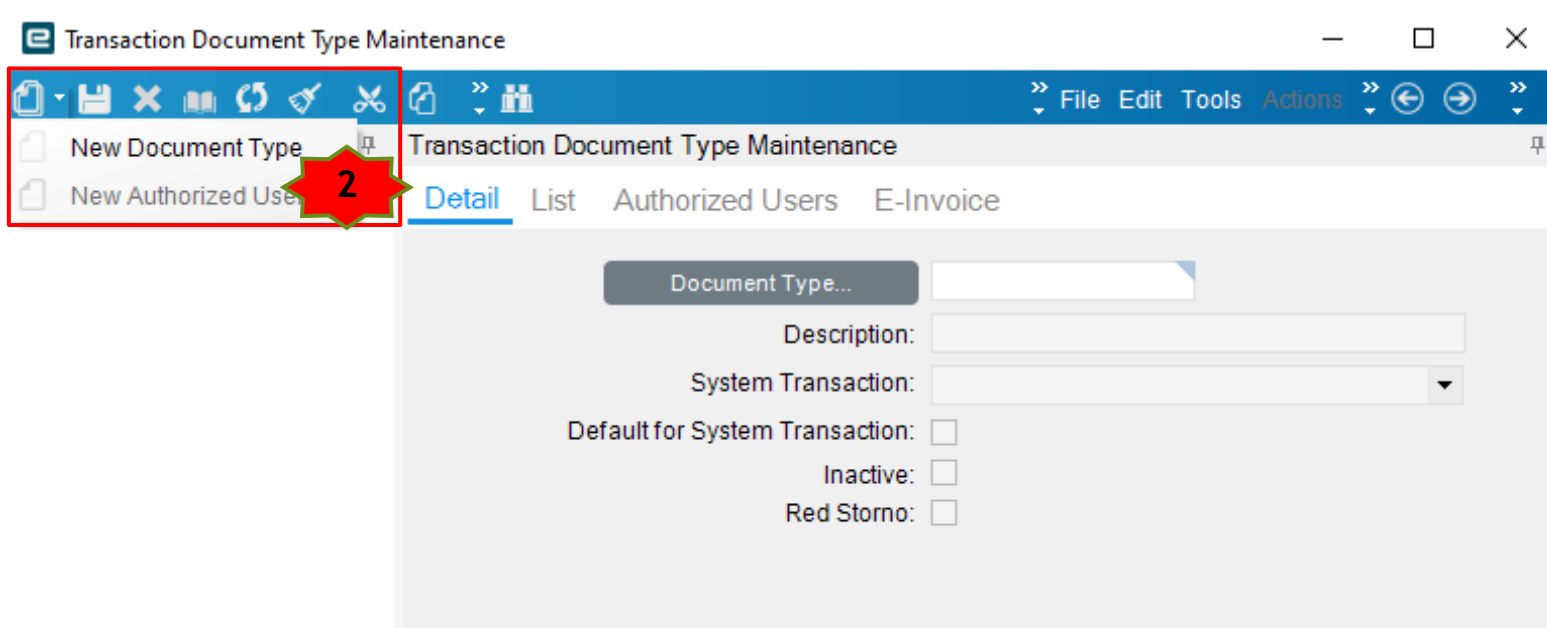 Transaction Document Type Maintenance
File Edit Tools Actions
New Document Type
New Authorized
2
Transaction Document Type Maintenance
Detail List Authorized Users E-Invoice
Document Type...
Description:
System Transaction:
Default for System Transaction:
Inactive:
Red Storno: